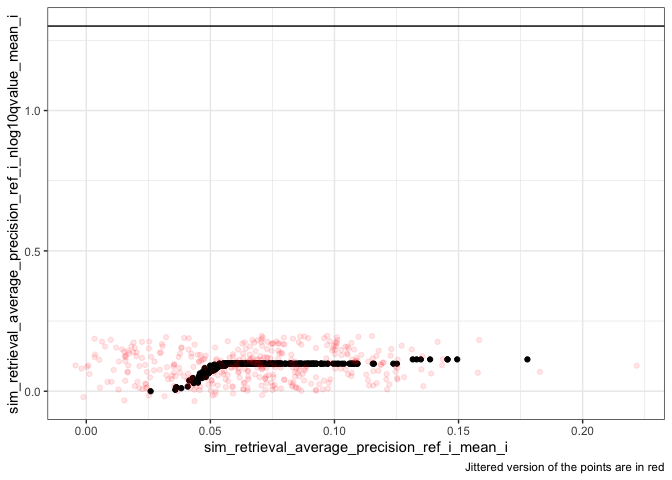 sim_retrieval_average_precision_ref_i_nlog10qvalue_mean_i
1.0
0.5
0.0
0.00
0.05
0.10
0.15
0.20
sim_retrieval_average_precision_ref_i_mean_i
Jittered version of the points are in red